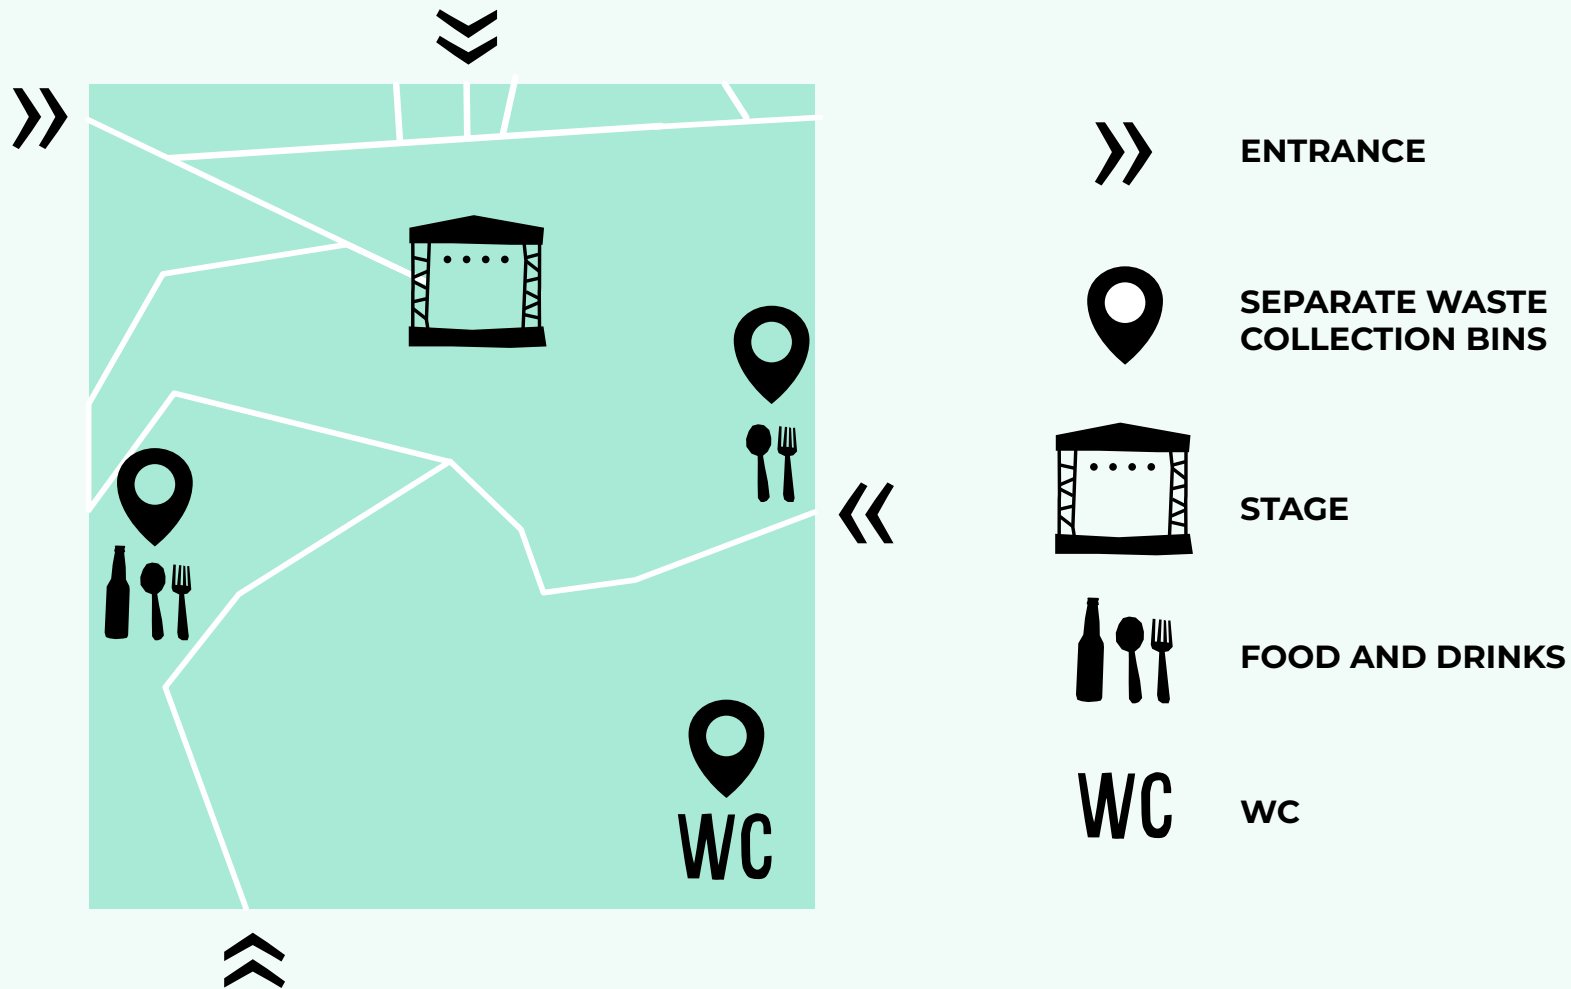 ENTRANCE
SEPARATE WASTE
COLLECTION BINS
STAGE
FOOD AND DRINKS
WC
WC
WC